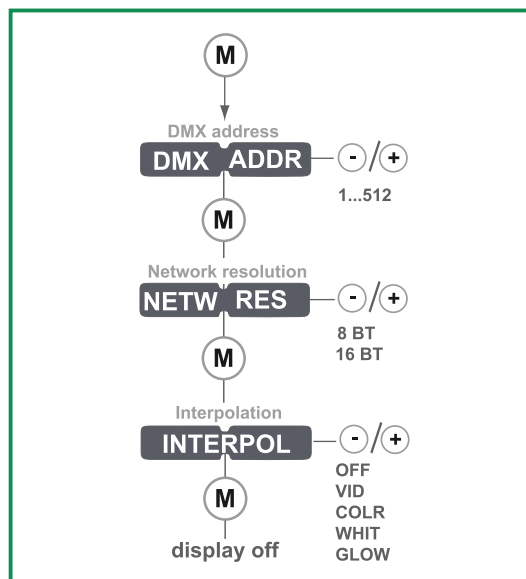 M
DMX address
DMX ADDR - / +
1...512
M
Network resolution
NETW RES - / +
8 BT
16 BT
M
Interpolation
INTERPOL - / +
OFF
VID
COLR
WHIT
GLOW
M
display off